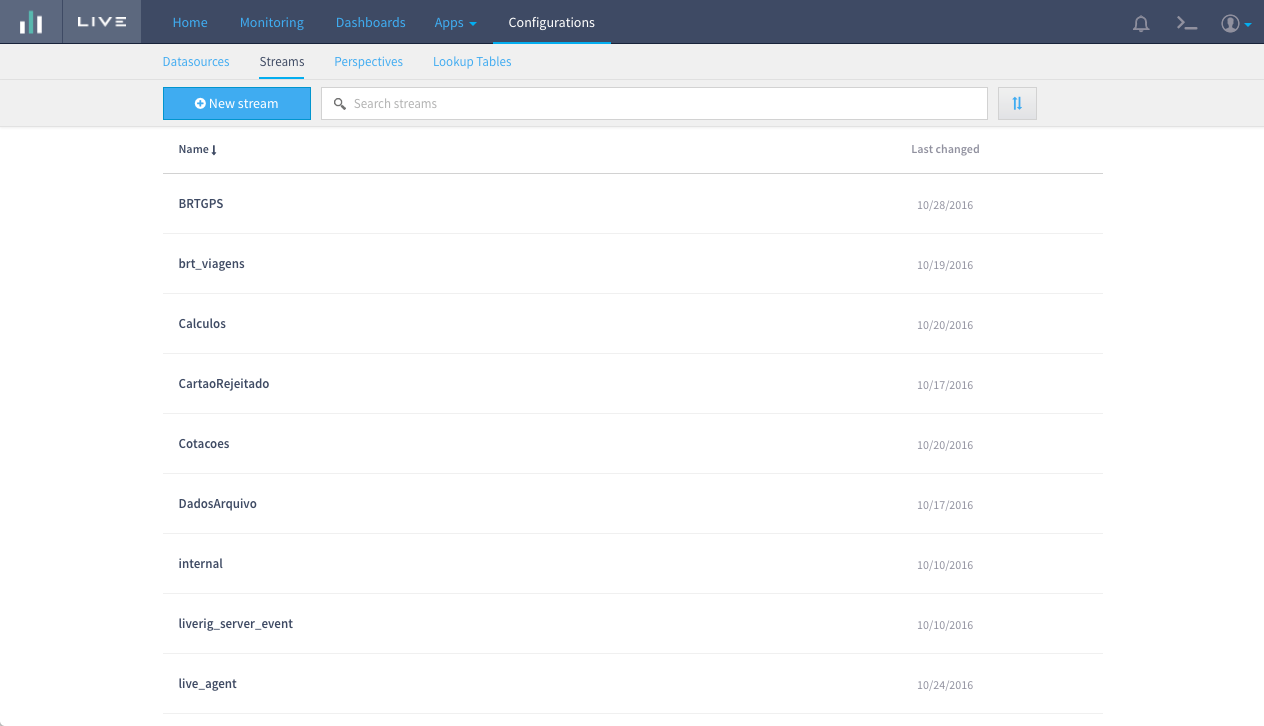 LIVE Home Monitoring Dashboards Apps Configurations
Datasources Streams Perspectives Lookup Tables
New stream Search streams
Name Last changed
BRTGPS 10/28/2016
brt_viagens 10/19/2016
Calculos 10/20/2016
CartaoRejeitado 10/17/2016
Cotacoes 10/20/2016
DadosArquivo 10/17/2016
internal 10/10/2016
liverig_server_event 10/10/2016
live_agent 10/24/2016